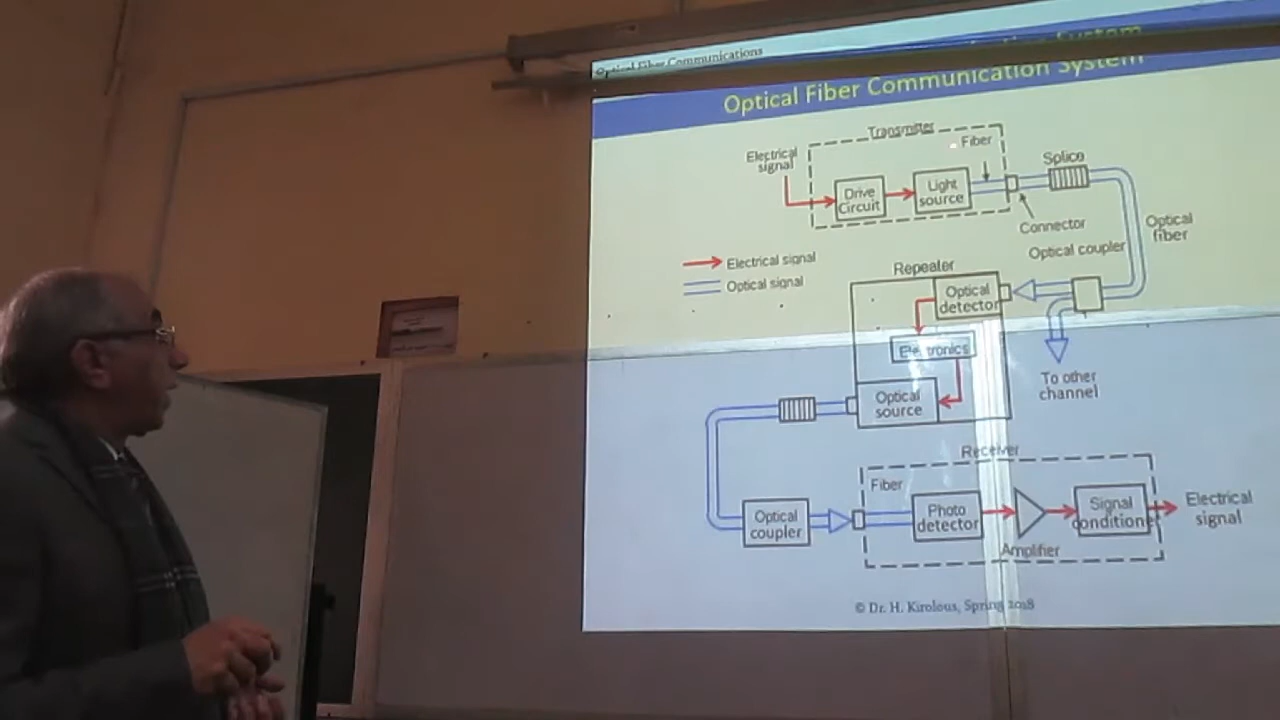 Optical Fiber Communications
Optical Fiber Communication System
Transmitter
Electrical
signal
Fiber
Splice
Drive
Circuit
Light
source
Connector
Optical
fiber
Optical coupler
Electrical signal
Optical signal
Repealer
Optical
detector
Electronics
To other
channel
Optical
source
Receiver
Fiber
Optical
coupler
Photo
detector
Signal
conditioner
Electrical
signal
Amplifier
© Dr. H. Kirolous, Spring 2018